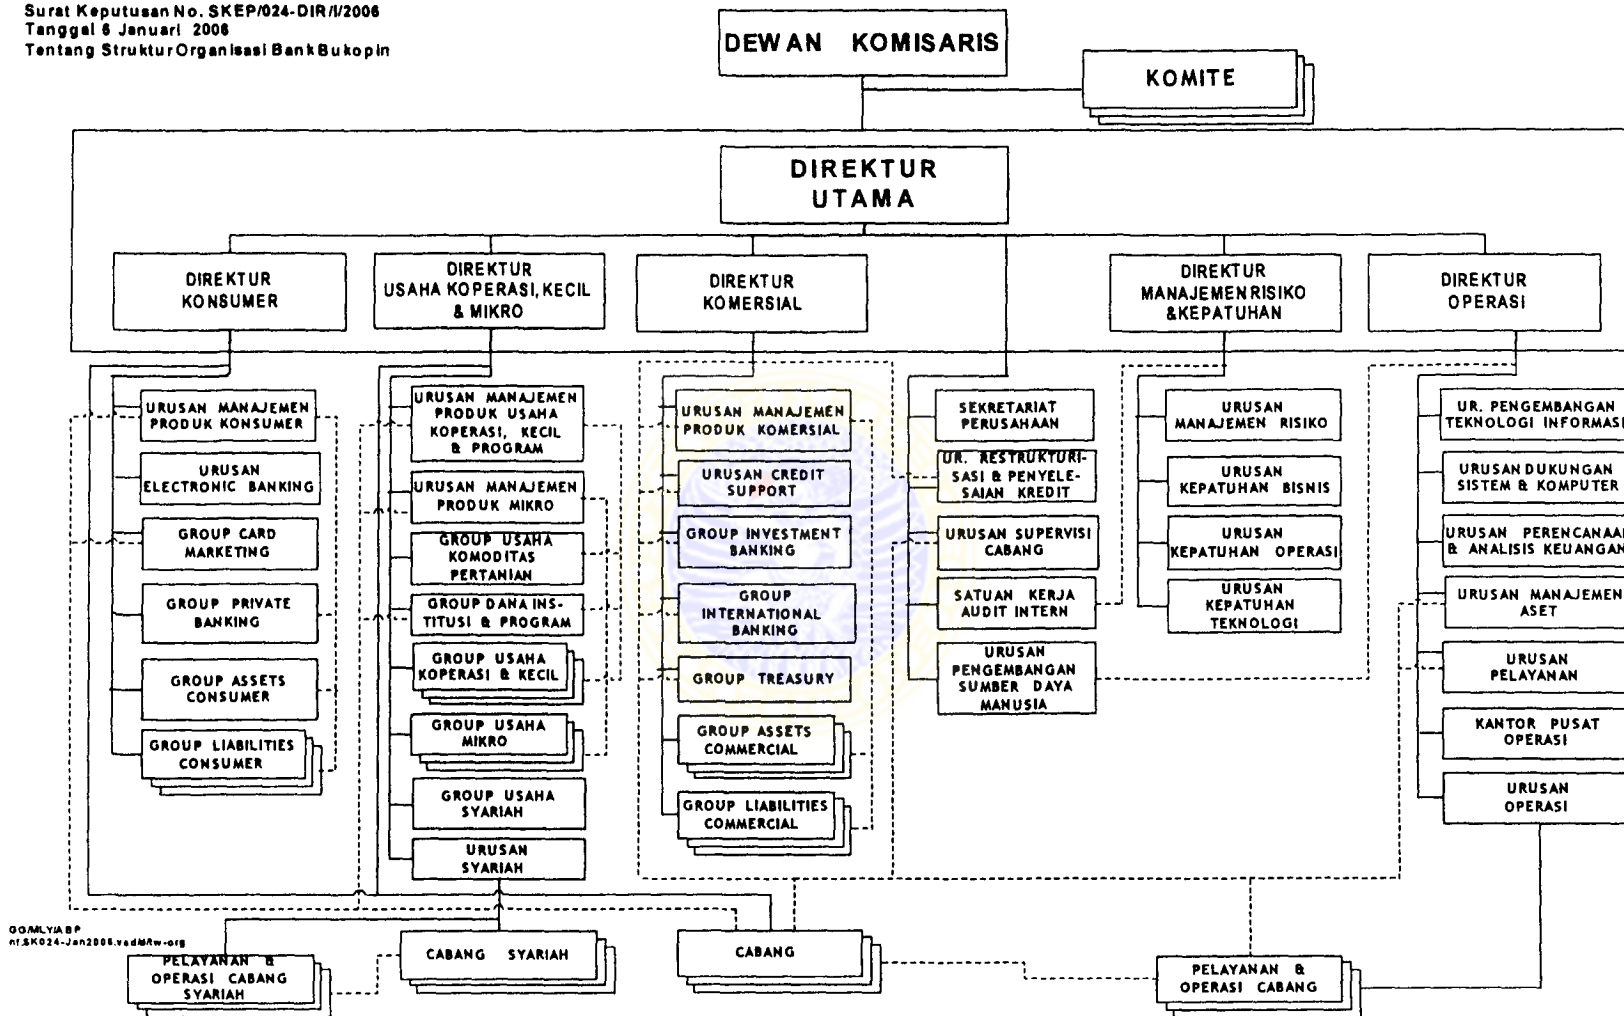 Surat Keputusan No. SKEP/024-DIR/I/2006
Tanggal 6 Januari 2006
Tentang Struktur Organisasi Bank Bukopin
DEWAN KOMISARIS
KOMITE
DIREKTUR
UTAMA
DIREKTUR
KONSUMER
DIREKTUR
USAHA KOPERASI, KECIL
& MIKRO
DIREKTUR
KOMERSIAL
DIREKTUR
MANAJEMEN RISIKO
& KEPATUHAN
DIREKTUR
OPERASI
URUSAN MANAJEMEN
PRODUK KONSUMER
URUSAN
ELECTRONIC BANKING
GROUP CARD
MARKETING
GROUP PRIVATE
BANKING
GROUP ASSETS
CONSUMER
GROUP LIABILITIES
CONSUMER
URUSAN MANAJEMEN
PRODUK USAHA
KOPERASI, KECIL
& PROGRAM
URUSAN MANAJEMEN
PRODUK MIKRO
GROUP USAHA
KOMODITAS
PERTANIAN
GROUP DANA INS-
TITUSI & PROGRAM
GROUP USAHA
KOPERASI & KECIL
GROUP USAHA
MIKRO
GROUP USAHA
SYARIAH
URUSAN
SYARIAH
URUSAN MANAJEMEN
PRODUK KOMERSIAL
URUSAN CREDIT
SUPPORT
GROUP INVESTMENT
BANKING
GROUP
INTERNATIONAL
BANKING
GROUP TREASURY
GROUP ASSETS
COMMERCIAL
GROUP LIABILITIES
COMMERCIAL
SEKRETARIAT
PERUSAHAAN
UR. RESTRUKTURI-
SASI & PENYELE-
SAIAN KREDIT
URUSAN SUPERVISI
CABANG
SATUAN KERJA
AUDIT INTERN
URUSAN
PENGEMBANGAN
SUMBER DAYA
MANUSIA
URUSAN
MANAJEMEN RISIKO
URUSAN
KEPATUHAN BISNIS
URUSAN
KEPATUHAN OPERASI
URUSAN
KEPATUHAN
TEKNOLOGI
UR. PENGEMBANGAN
TEKNOLOGI INFORMASI
URUSAN DUKUNGAN
SISTEM & KOMPUTER
URUSAN PERENCANAAN
& ANALISIS KEUANGAN
URUSAN MANAJEMEN
ASET
URUSAN
PELAYANAN
KANTOR PUSAT
OPERASI
URUSAN
OPERASI
PELAYANAN &
OPERASI CABANG
SYARIAH
CABANG SYARIAH
CABANG
PELAYANAN &
OPERASI CABANG